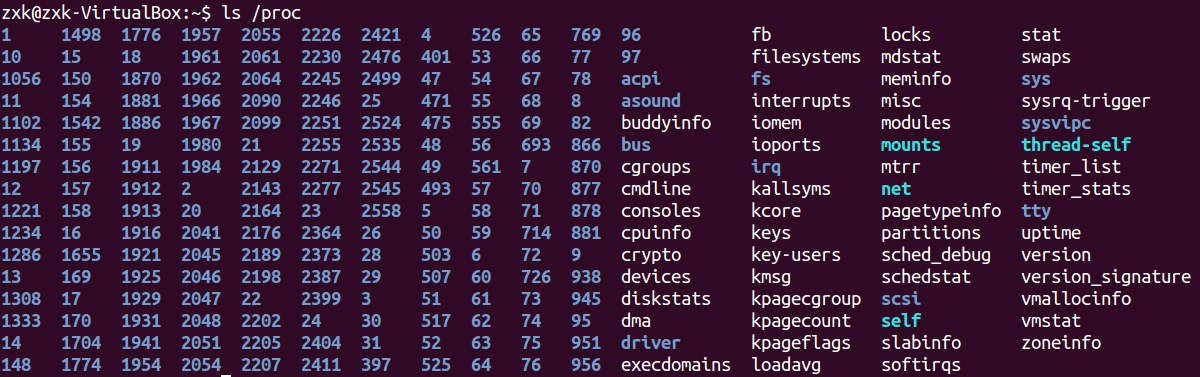 zxk@zxk-VirtualBox:~$ ls /proc
1 1498 1776 1957 2055 2226 2421 4 526 65 769 96 fb locks stat
10 15 18 1961 2061 2230 2476 401 53 66 77 97 filesystems mdstat swaps
1056 150 1870 1962 2064 2245 2499 47 54 67 78 acpi fs meminfo sys
11 154 1881 1966 2090 2246 25 471 55 68 8 asound interrupts misc sysrq-trigger
1102 1542 1886 1967 2099 2251 2524 475 555 69 82 buddyinfo iomem modules sysvipc
1134 155 19 1980 21 2255 2535 48 56 693 866 bus ioports mounts thread-self
1197 156 1911 1984 2129 2271 2544 49 561 7 870 cgroups irq mtrr timer_list
12 157 1912 2 2143 2277 2545 493 57 70 877 cmdline kallsyms net timer_stats
1221 158 1913 20 2164 23 2558 5 58 71 878 consoles kcore pagetypeinfo tty
1234 16 1916 2041 2176 2364 26 50 59 714 881 cpuinfo keys partitions uptime
1286 1655 1921 2045 2189 2373 28 503 6 72 9 crypto key-users sched_debug version
13 169 1925 2046 2198 2387 29 507 60 726 938 devices kmsg schedstat version_signature
1308 17 1929 2047 22 2399 3 51 61 73 945 diskstats kpagecgroup scsi vmallocinfo
1333 170 1931 2048 2202 24 30 517 62 74 95 dma kpagecount self vmstat
14 1704 1941 2051 2205 2404 31 52 63 75 951 driver kpageflags slabinfo zoneinfo
148 1774 1954 2054 2207 2411 397 525 64 76 956 execdomains loadavg softirqs